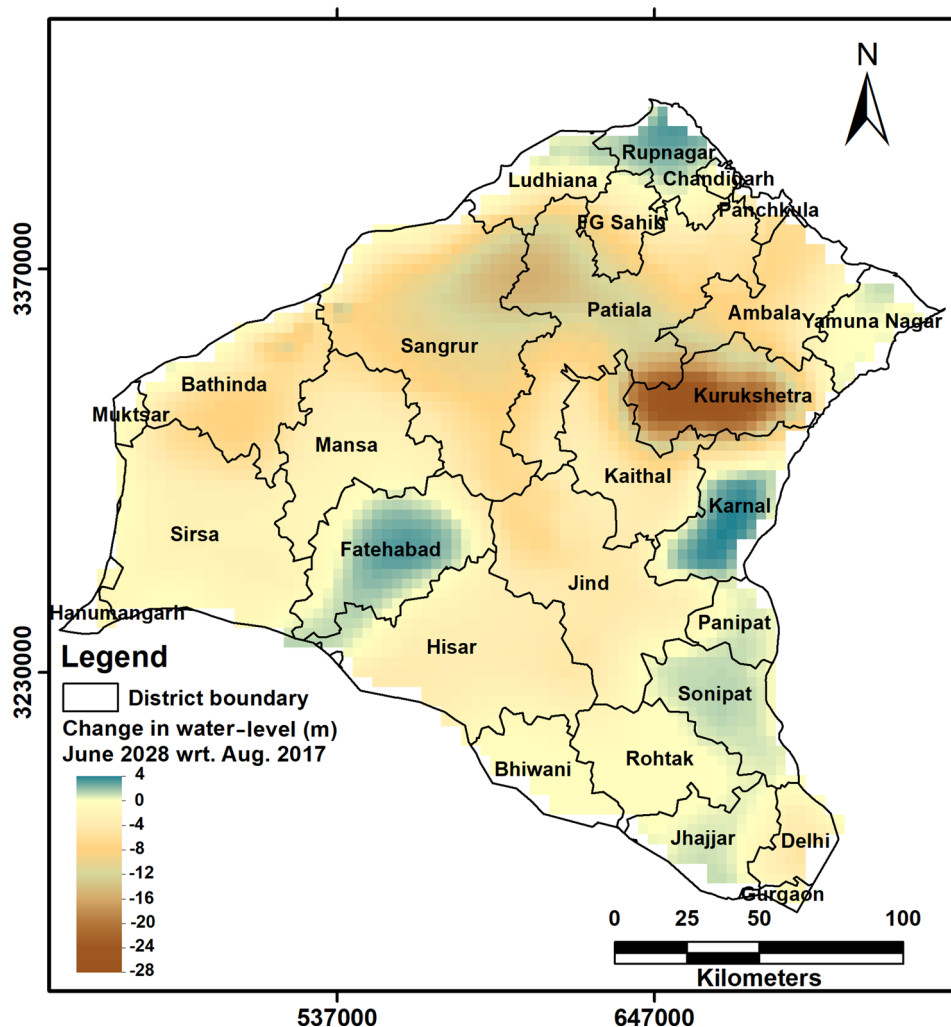 N
Rupnagar
Chandigarh
Ludhiana
Panchkula
FG Sahib
3370000
Patiala
Ambala
Yamuna Nagar
Sangrur
Bathinda
Kurukshetra
Muktsar
Mansa
Kaithal
Karnal
Sirsa
Fatehabad
Jind
Hanumangarh
Panipat
Hisar
Legend
3230000
District boundary
Sonipat
Change in water-level (m)
June 2028 wrt. Aug. 2017
Rohtak
Bhiwani
4
0
-4
-8
-12
-16
-20
-24
-28
Jhajjar
Delhi
Gurgaon
0 25 50 100
Kilometers
537000 647000